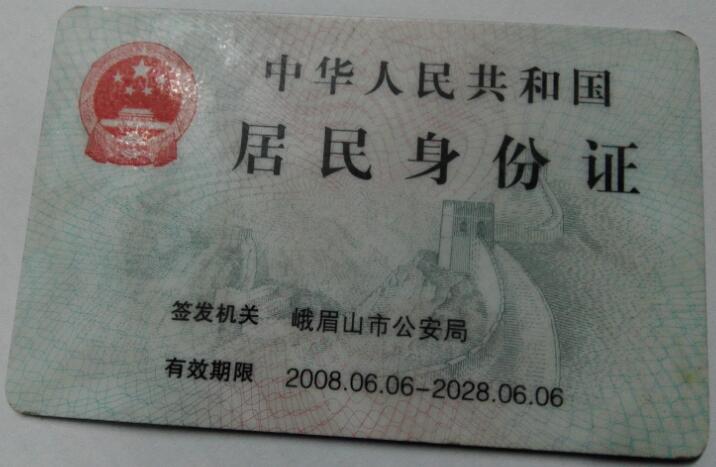 中华人民共和国
居民身份证
签发机关 峨眉山市公安局
有效期限 2008.06.06-2028.06.06